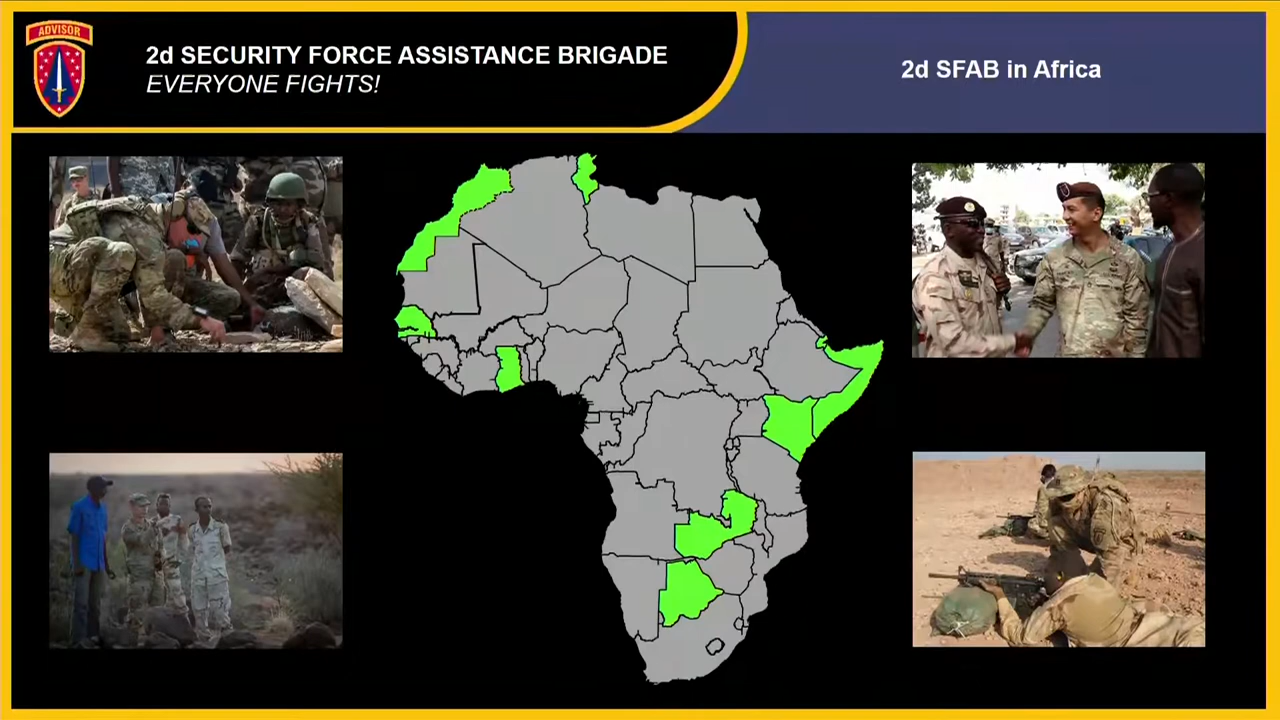 ADVISOR
2d SECURITY FORCE ASSISTANCE BRIGADE
EVERYONE FIGHTS!
2d SFAB in Africa